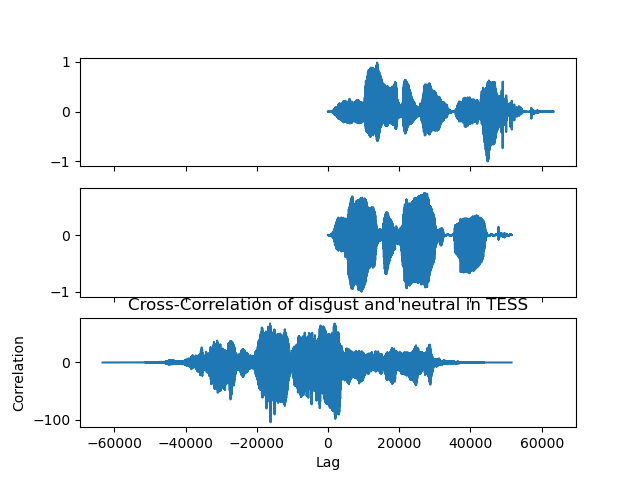 1
0
−1
0
−1
Cross-Correlation of disgust and neutral in TESS
Correlation
0
−100
−60000 −40000 −20000 0 20000 40000 60000
Lag